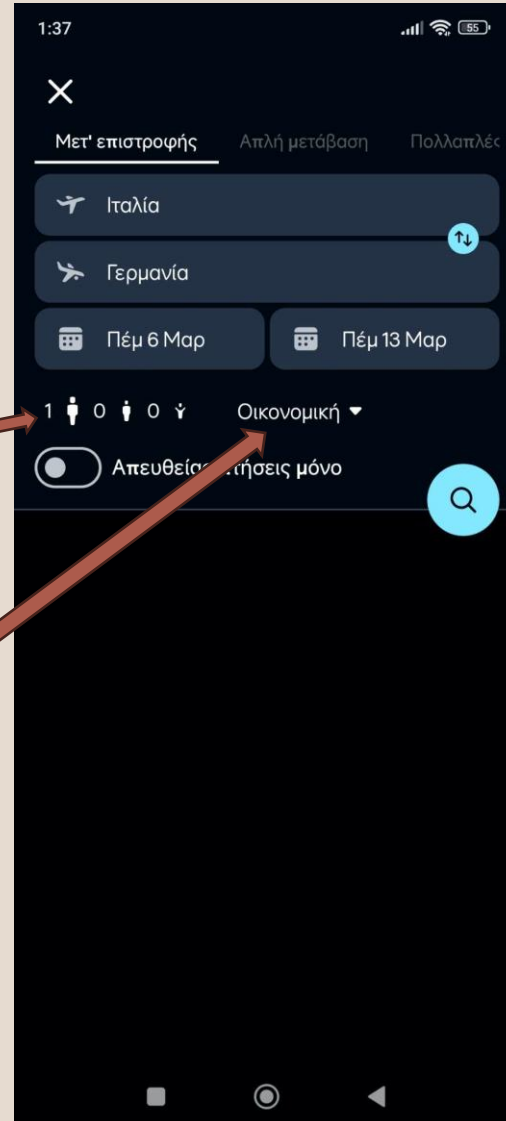 1:37
55
Μετ' επιστροφής Απλή μετάβαση Πολλαπλές
Ιταλία
Γερμανία
Πέμ 6 Μαρ Πέμ 13 Μαρ
1 0 0 Οικονομική
Απευθείας μόνο